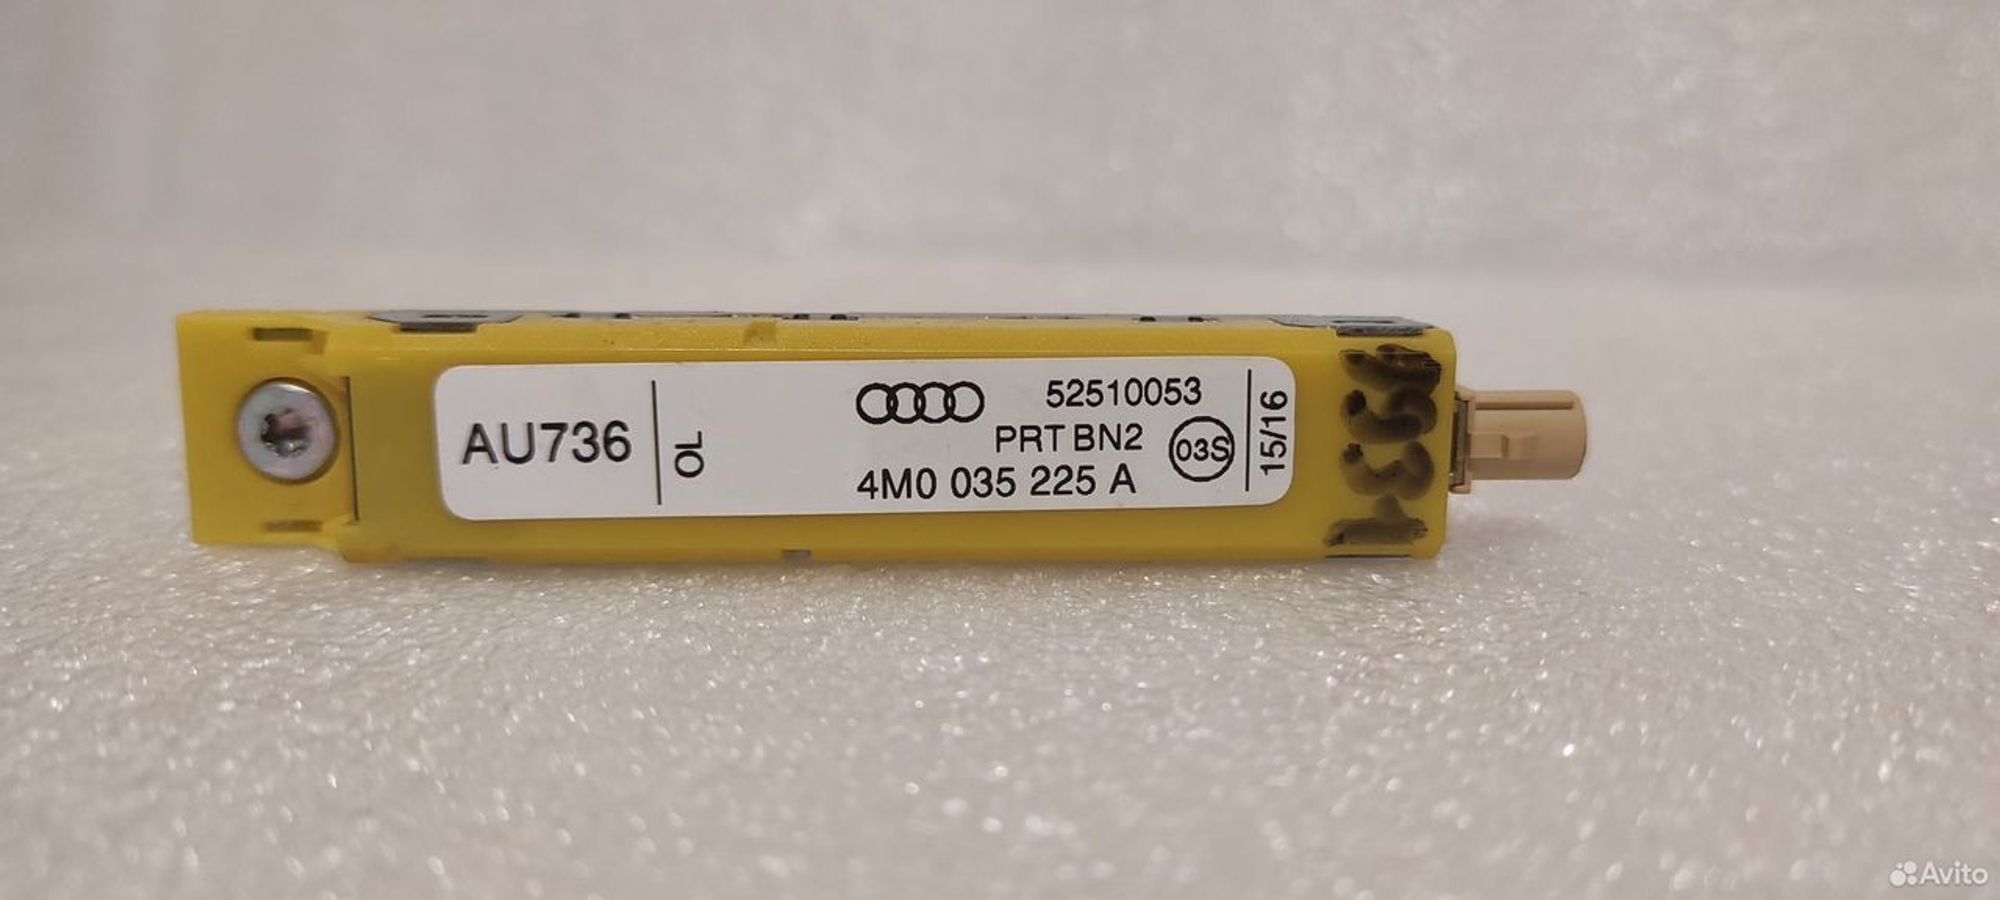 AU736
OL
52510053
PRT BN2
03S
4M0 035 225 A
15/16
Avito